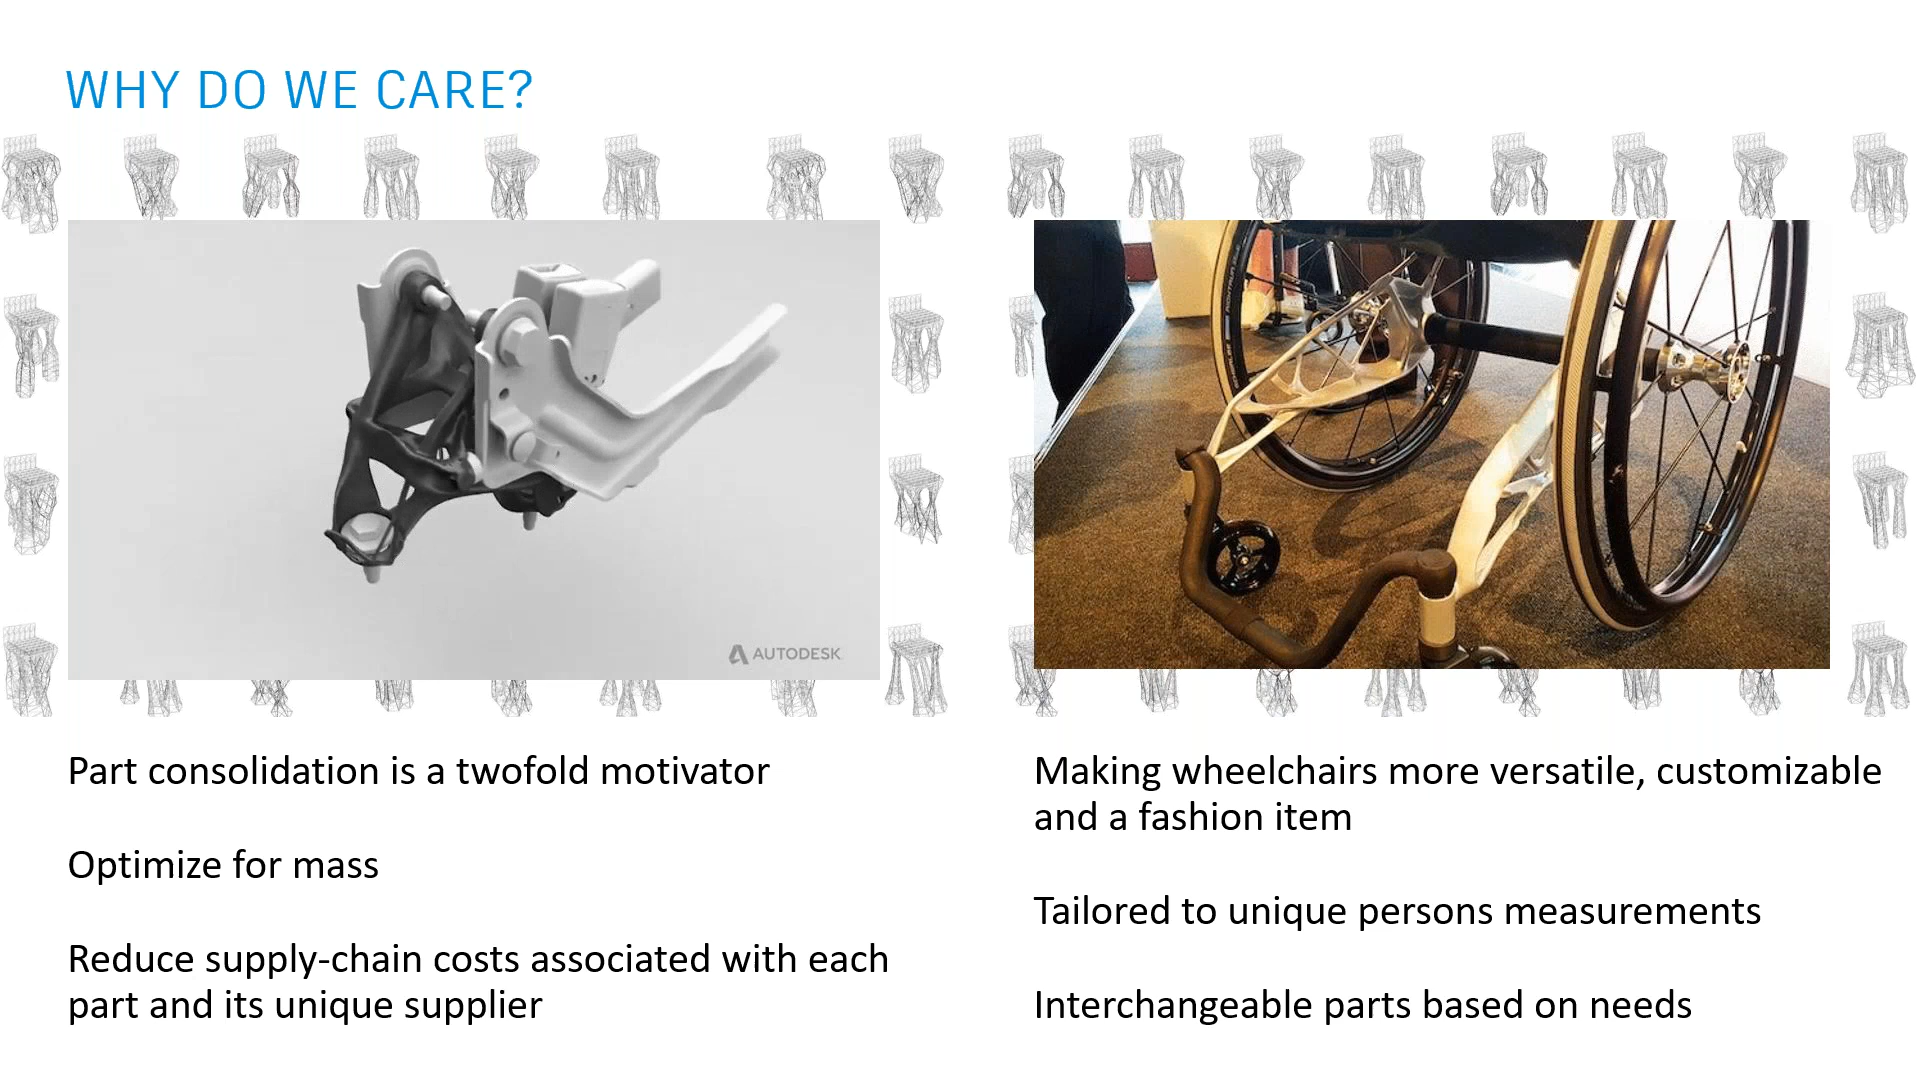 WHY DO WE CARE?
AUTODESK
Part consolidation is a twofold motivator
Optimize for mass
Reduce supply-chain costs associated with each
part and its unique supplier
Making wheelchairs more versatile, customizable
and a fashion item
Tailored to unique persons measurements
Interchangeable parts based on needs